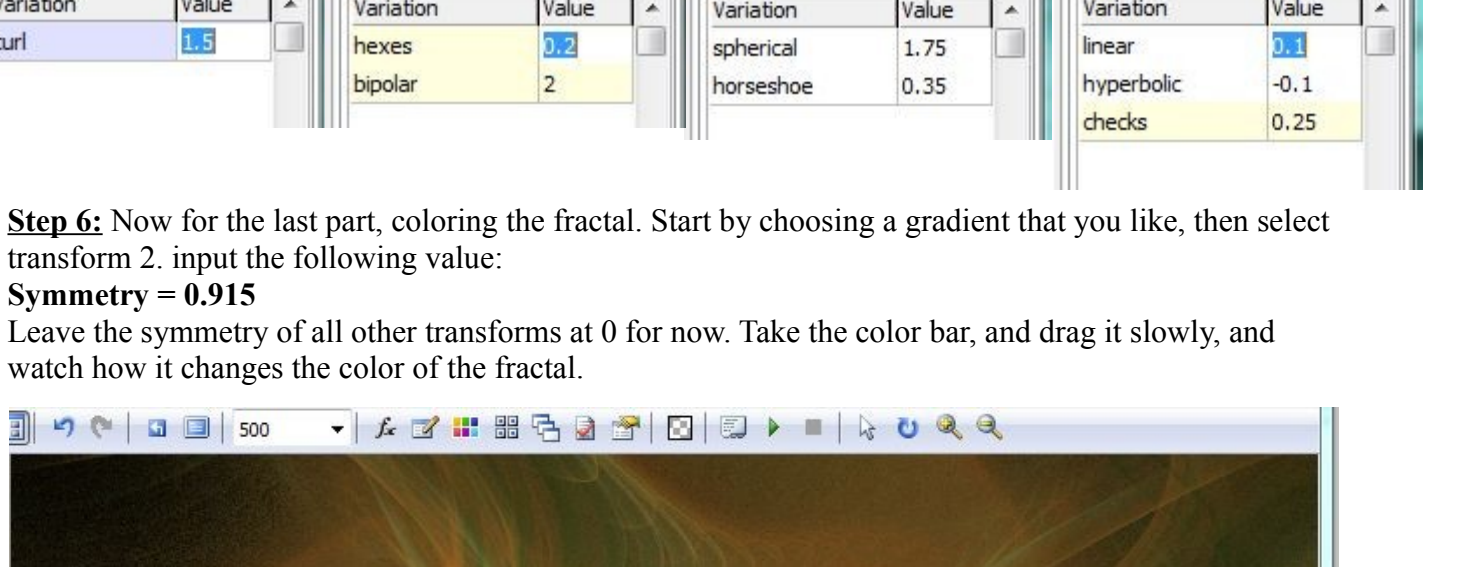 Variation Value
curl 1.5
Variation Value
hexes 0.2
bipolar 2
Variation Value
spherical 1.75
horseshoe 0.35
Variation Value
linear 0.1
hyperbolic -0.1
checks 0.25
Step 6: Now for the last part, coloring the fractal. Start by choosing a gradient that you like, then select
transform 2. input the following value:
Symmetry = 0.915
Leave the symmetry of all other transforms at 0 for now. Take the color bar, and drag it slowly, and
watch how it changes the color of the fractal.
500